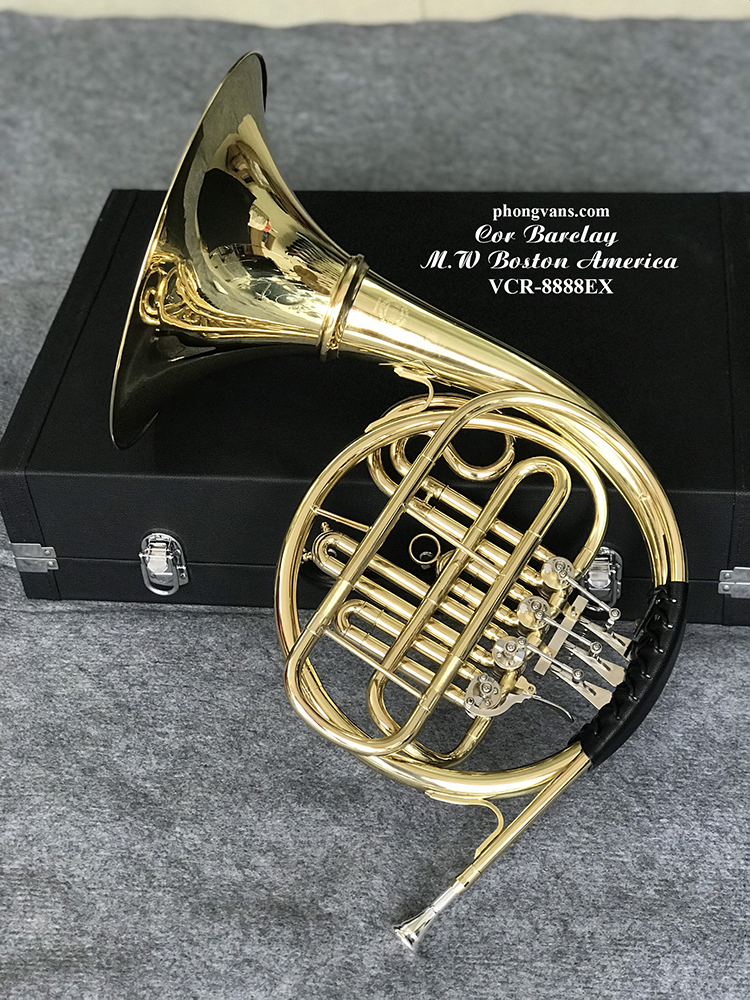 phongvans.com
Cor Barclay
M.W Boston America
VCR-8888EX